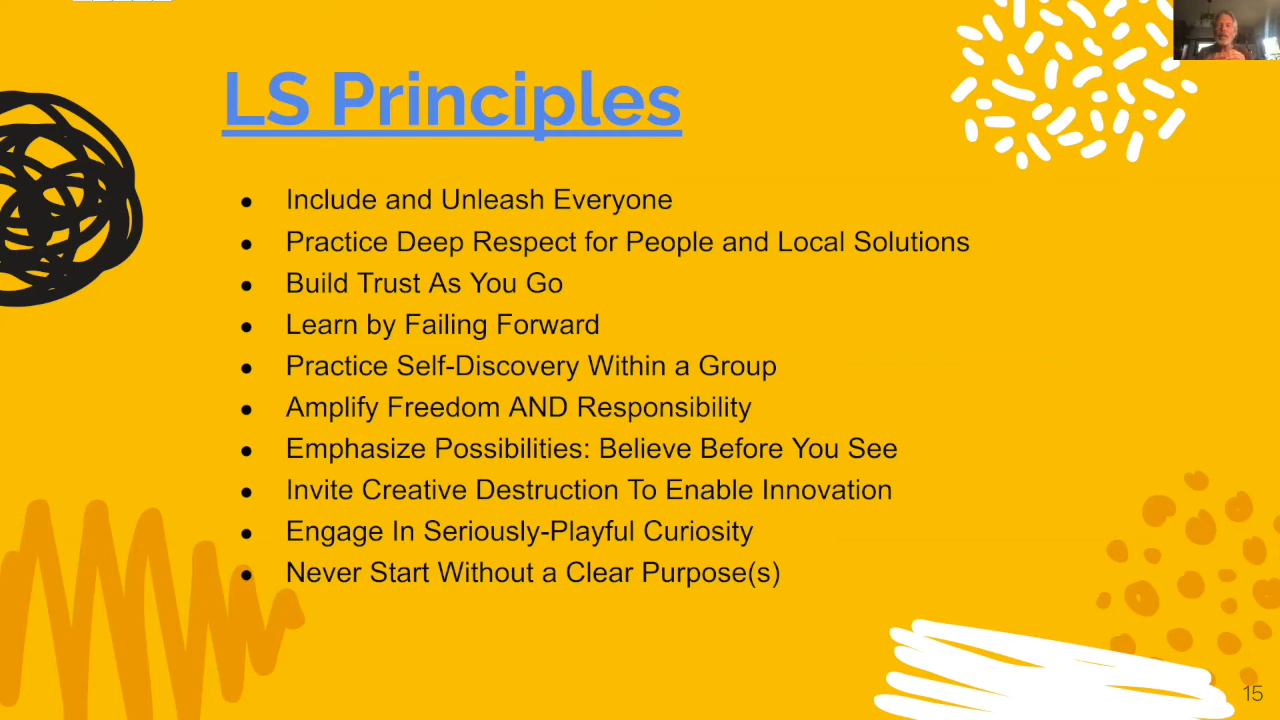 LS Principles
● Include and Unleash Everyone
● Practice Deep Respect for People and Local Solutions
● Build Trust As You Go
● Learn by Failing Forward
● Practice Self-Discovery Within a Group
● Amplify Freedom AND Responsibility
● Emphasize Possibilities: Believe Before You See
● Invite Creative Destruction To Enable Innovation
● Engage In Seriously-Playful Curiosity
● Never Start Without a Clear Purpose(s)
15